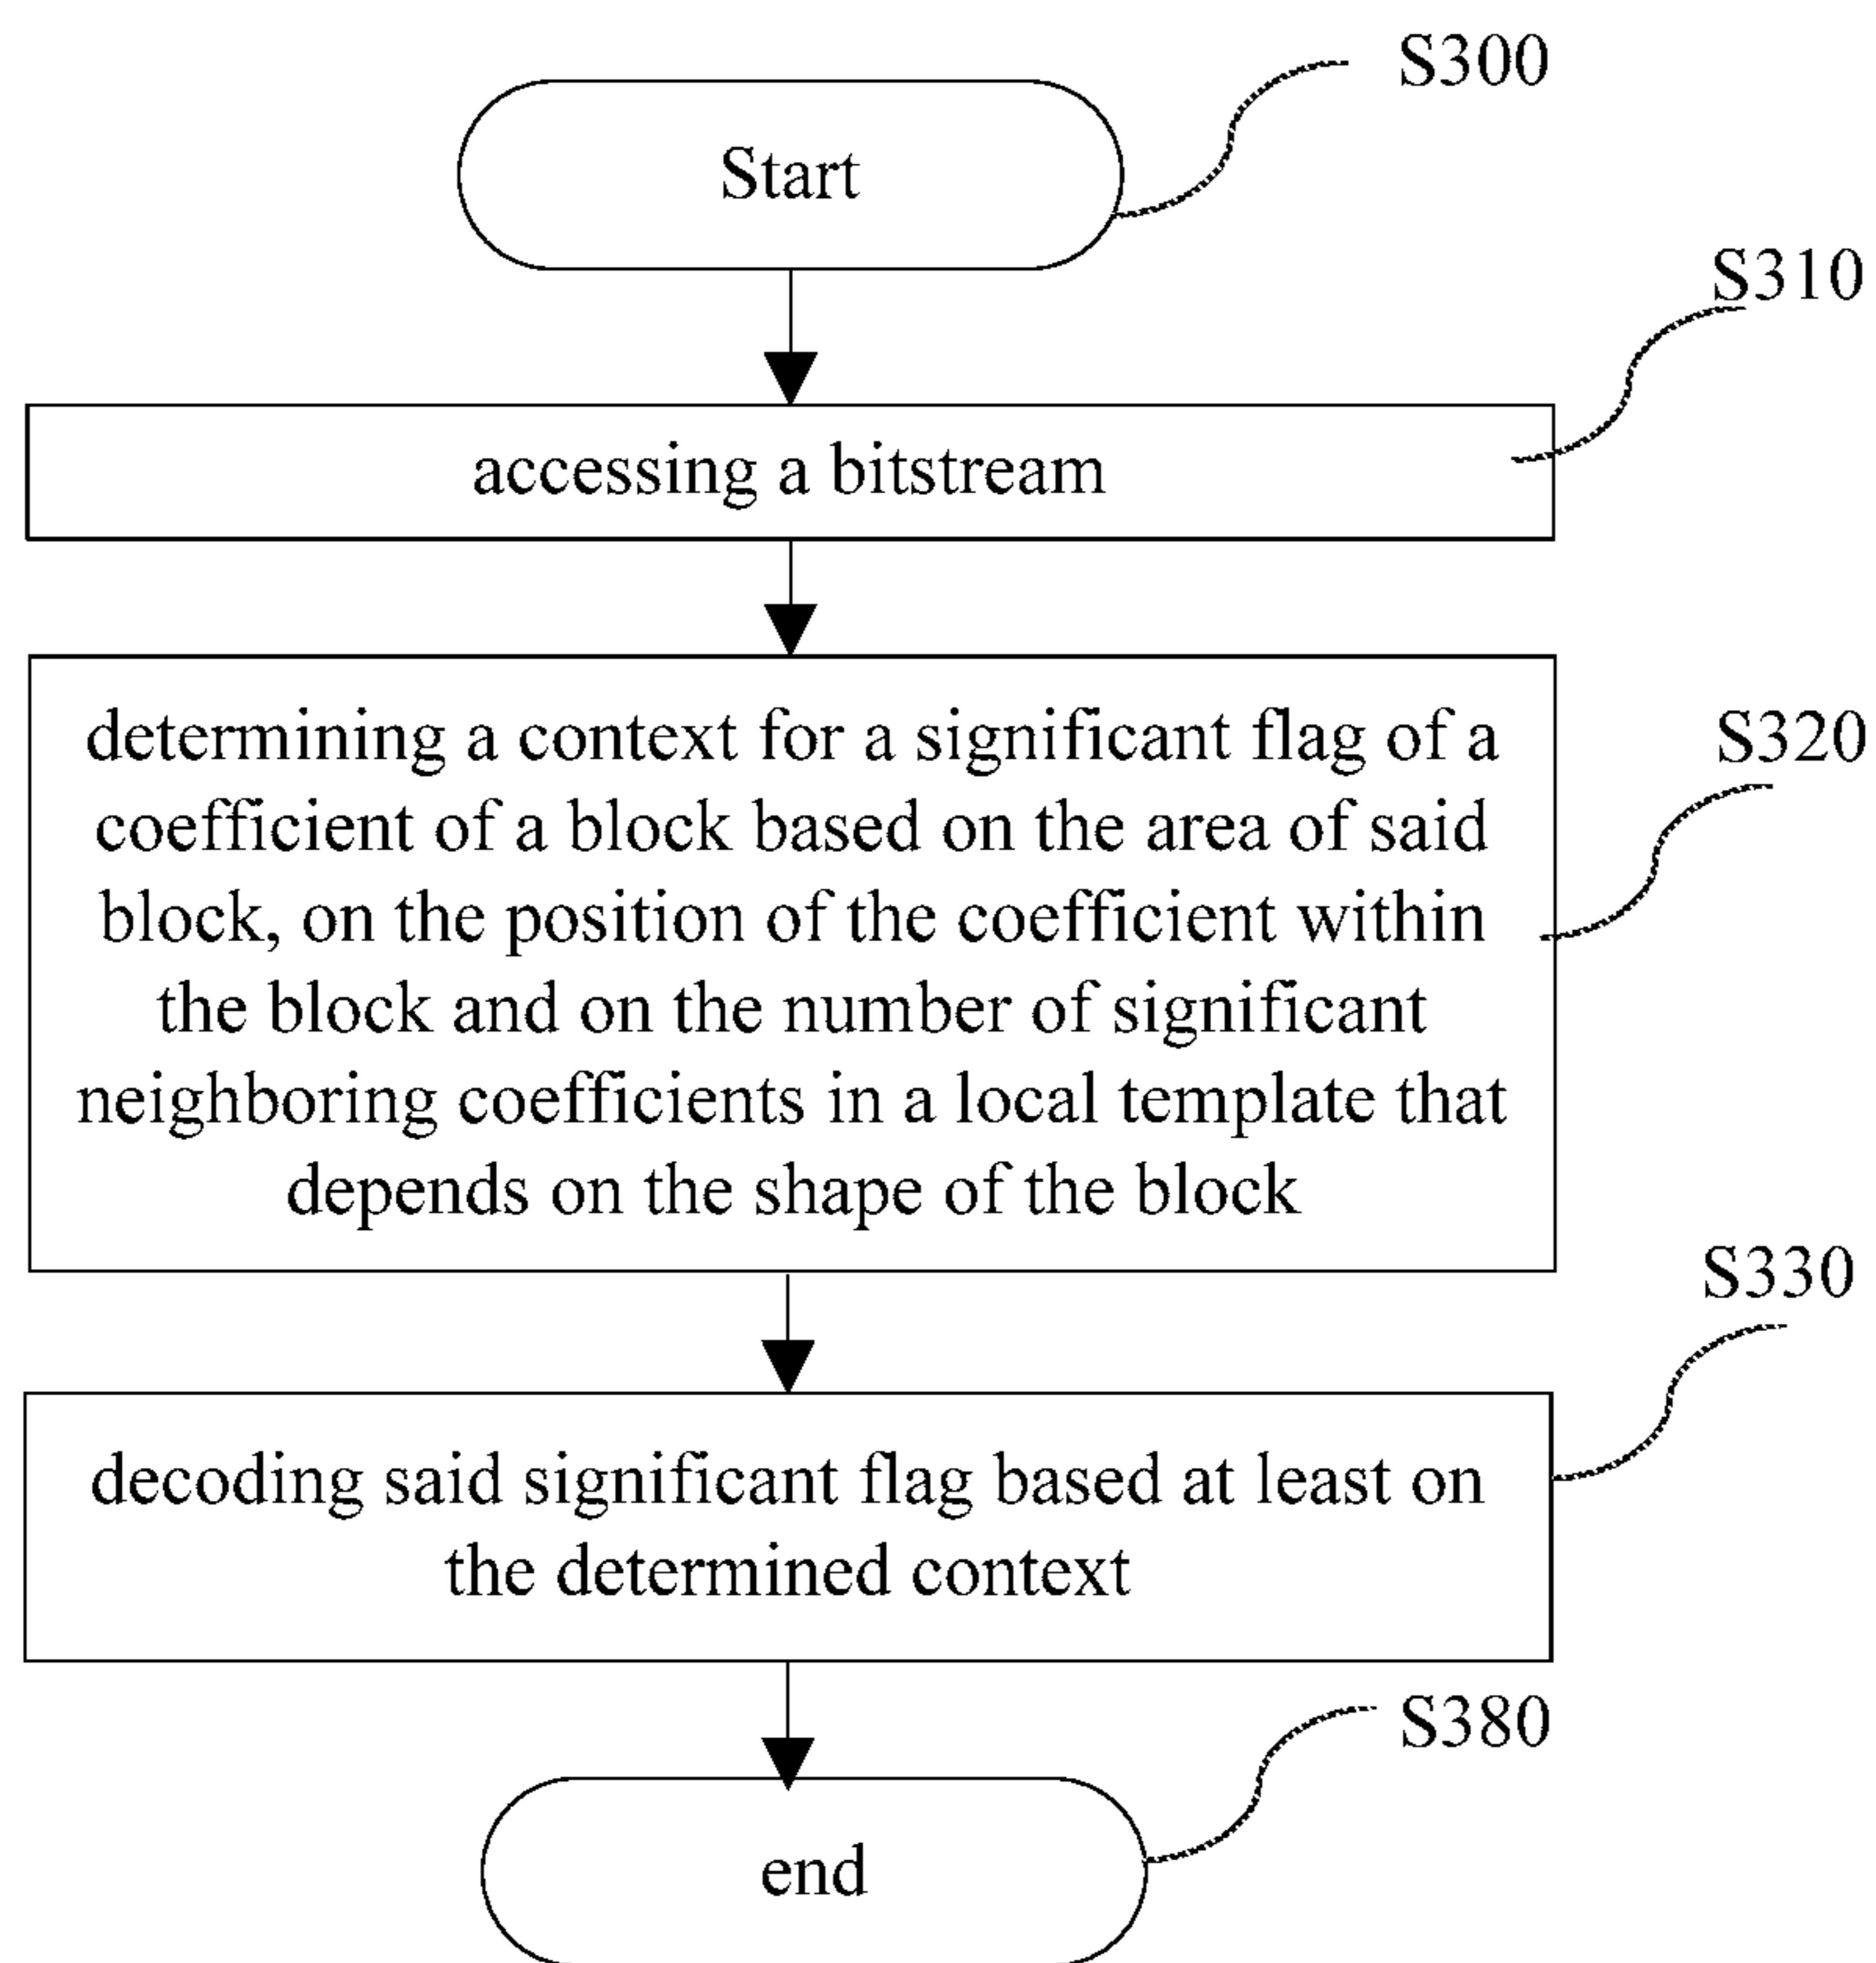 S300
Start
S310
accessing a bitstream
determining a context for a significant flag of a
coefficient of a block based on the area of said
block, on the position of the coefficient within
the block and on the number of significant
neighboring coefficients in a local template that
depends on the shape of the block
S320
S330
decoding said significant flag based at least on
the determined context
S380
end